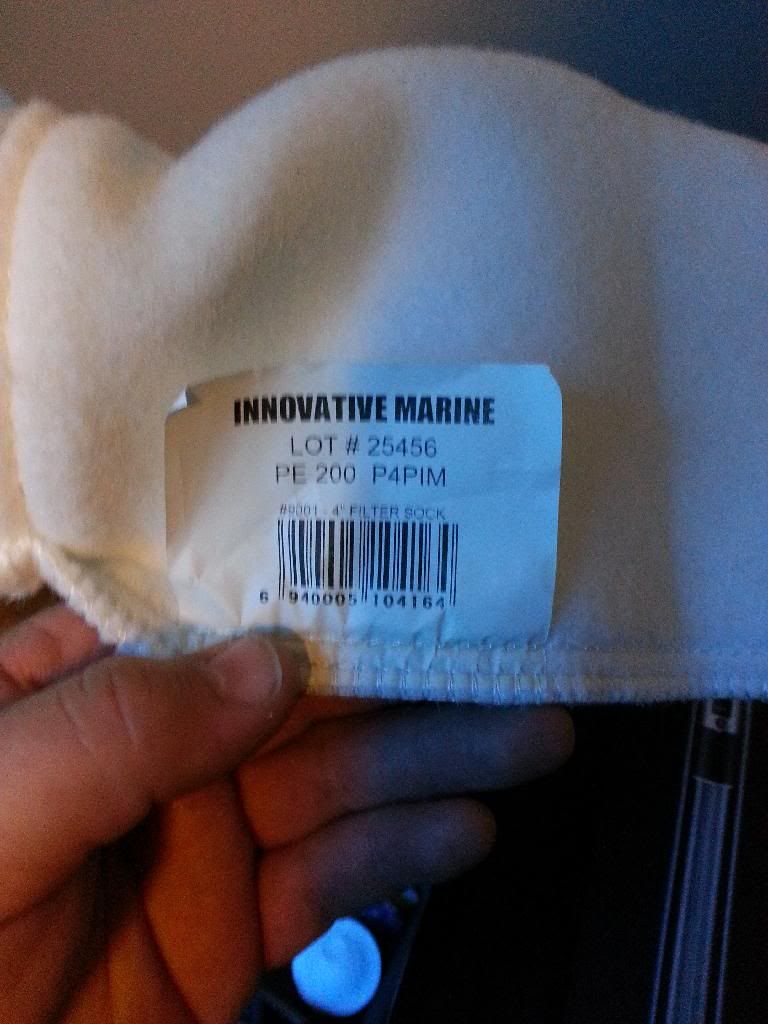 INNOVATIVE MARINE
LOT # 25456
PE 200 P4PIM
#9001 - 4" FILTER SOCK
6 940005 104164